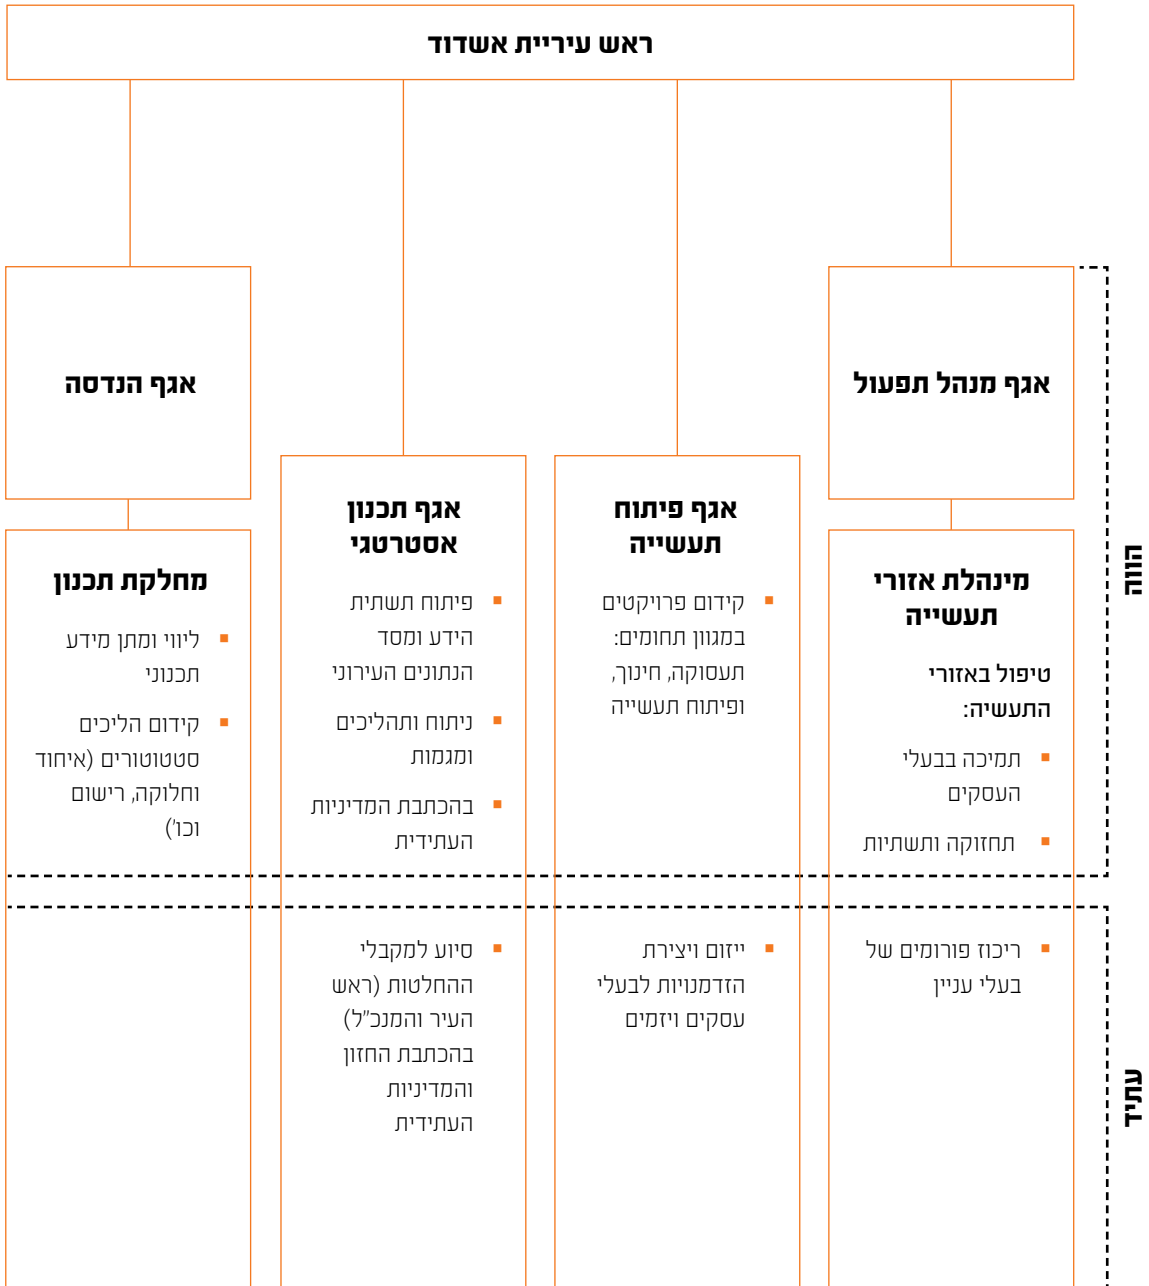 ראש עיריית אשדוד
הווה
אגף מנהל תפעול
מינהלת אזורי
תעשייה
טיפול באזורי
התעשיה:
▪ תמיכה בבעלי
העסקים
▪ תחזוקה ותשתיות
אגף פיתוח
תעשייה
▪ קידום פרויקטים
במגוון תחומים:
תעסוקה, חינוך,
ופיתוח תעשייה
אגף תכנון
אסטרטגי
▪ פיתוח תשתית
הידע ומסד
הנתונים העירוני
▪ ניתוח ותהליכים
ומגמות
▪ בהכתבת המדיניות
העתידית
אגף הנדסה
מחלקת תכנון
▪ ליווי ומתן מידע
תכנוני
▪ קידום הליכים
סטטוטורים (איחוד
וחלוקה, רישום
וכו')
עתיד
▪ ריכוז פורומים של
בעלי עניין
▪ ייזום ויצירת
הזדמנויות לבעלי
עסקים ויזמים
▪ סיוע למקבלי
ההחלטות (ראש
העיר והמנכ"ל)
בהכתבת החזון
והמדיניות
העתידית